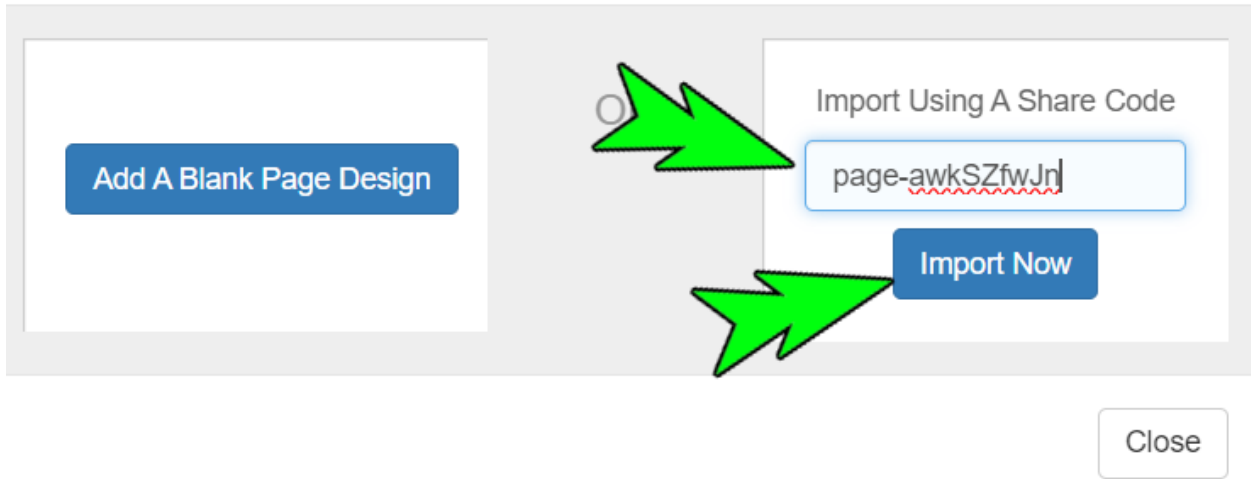 Add A Blank Page Design
Import Using A Share Code
page-awkSZfwJn
Import Now
Close